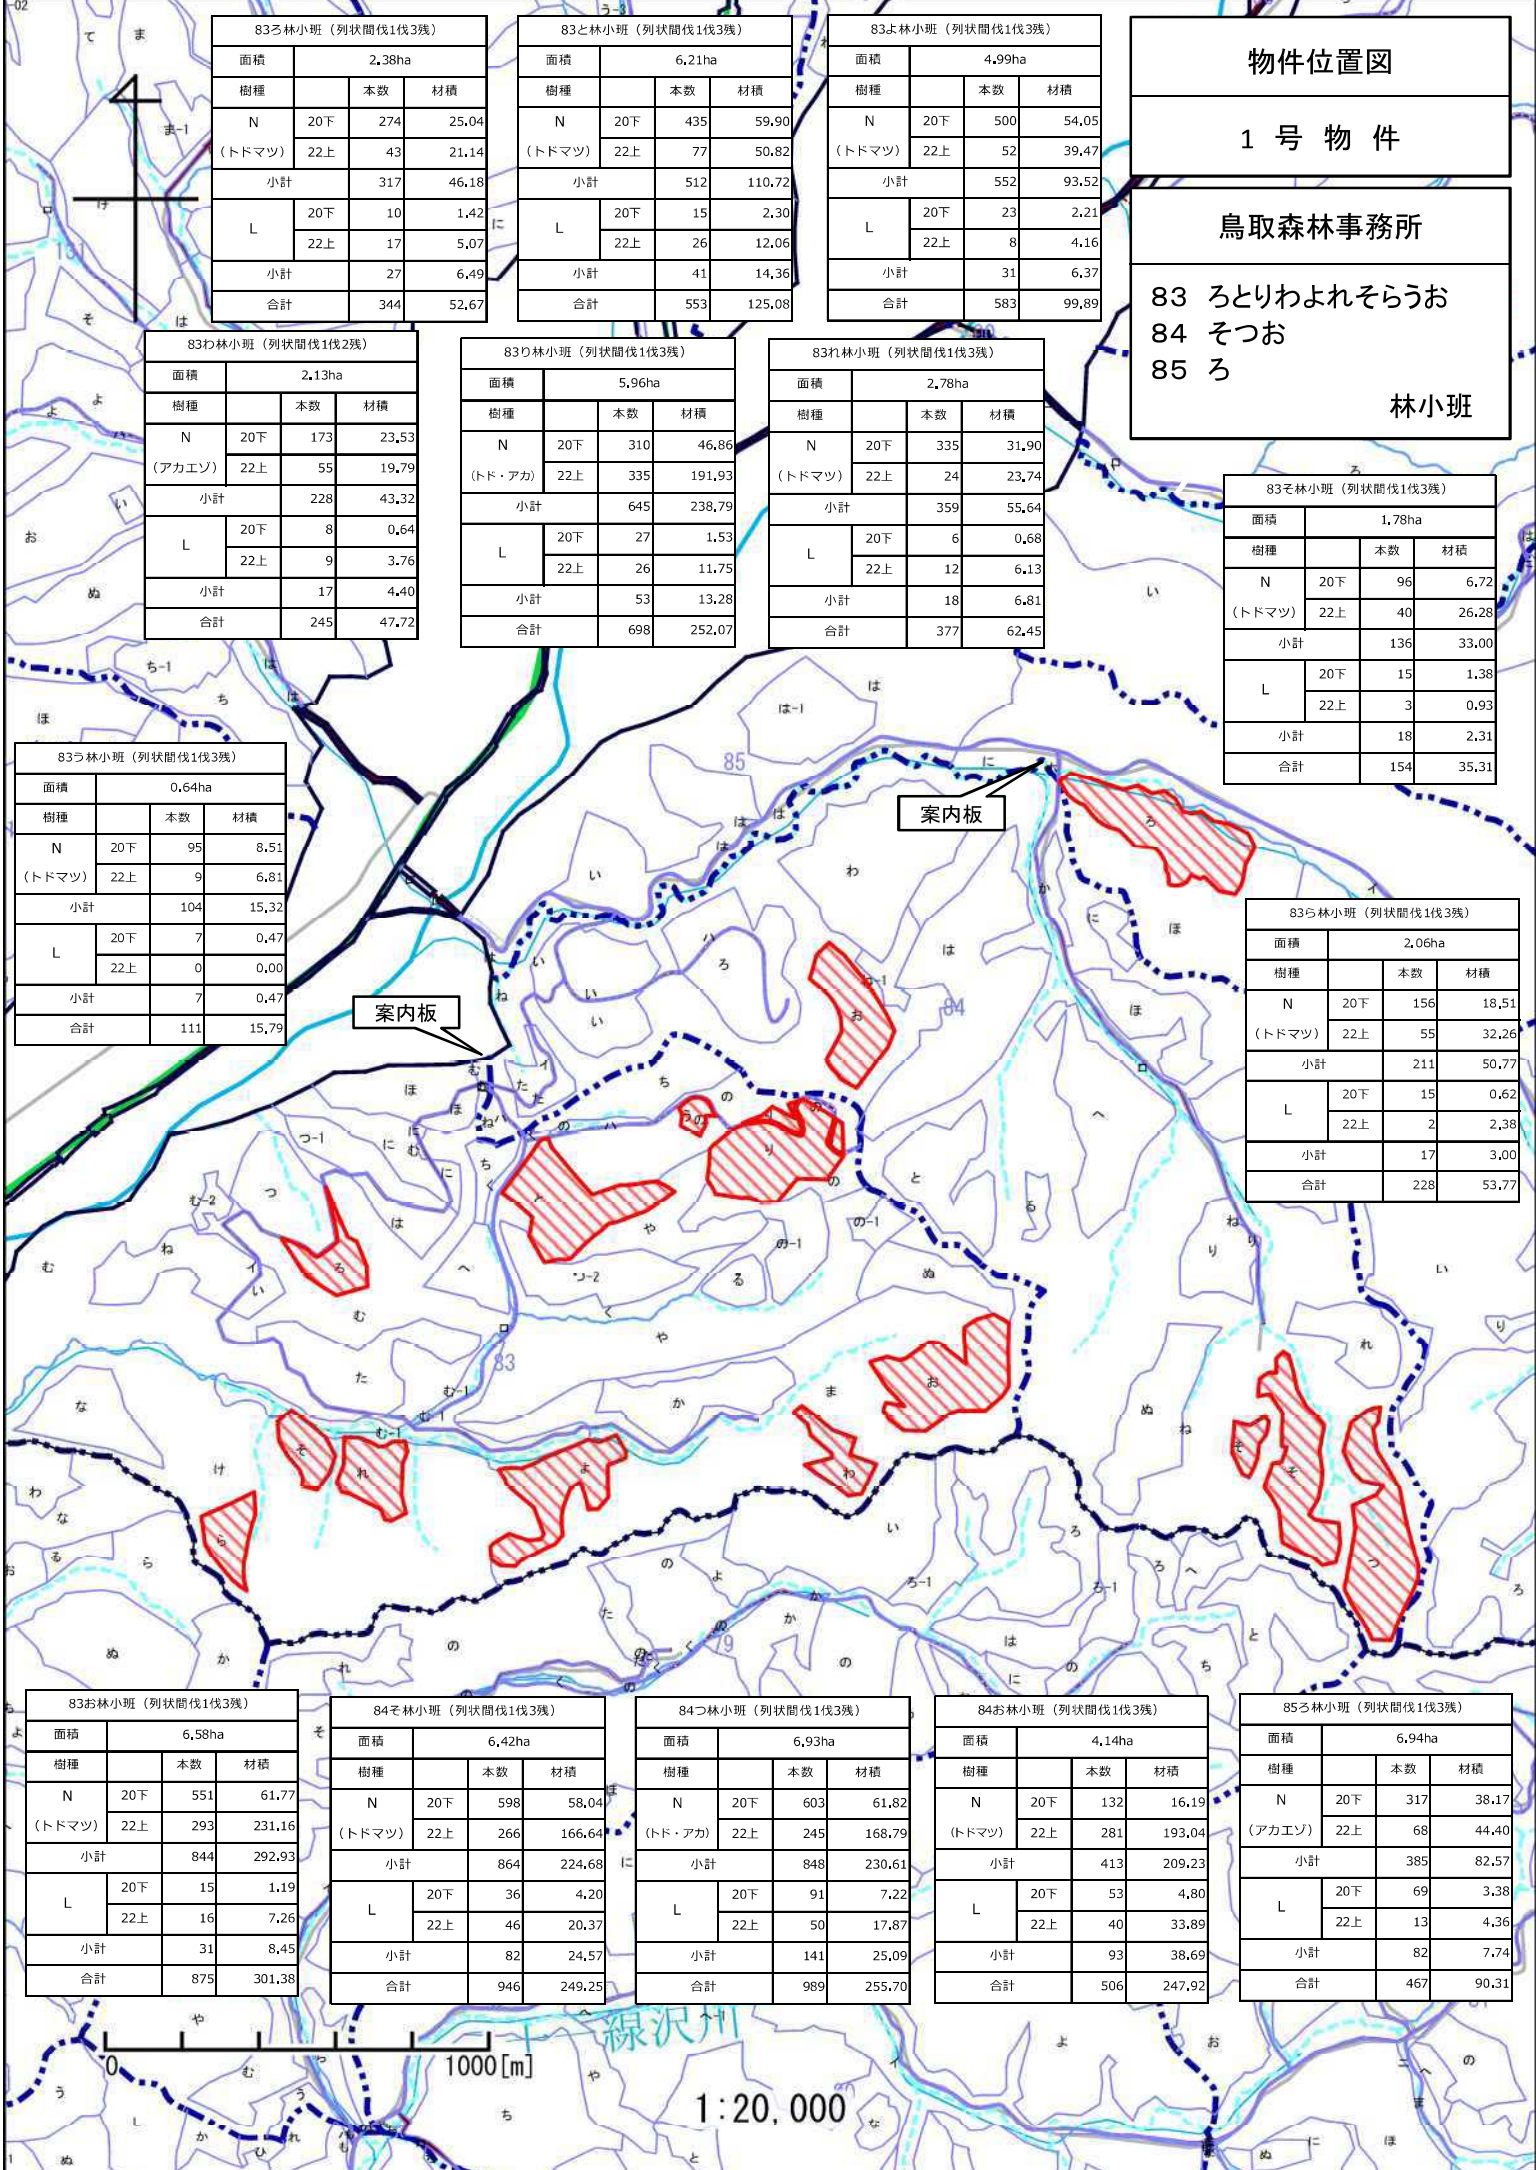 物件位置図
1 号 物 件
鳥取森林事務所
83 ろとりわよれそらうお
84 そつお
85 ろ
林小班
83ろ林小班（列状間伐1伐3残）
面積 2.38ha
樹種 本数 材積
N 20下 274 25.04
（トドマツ） 22上 43 21.14
小計 317 46.18
L 20下 10 1.42
22上 17 5.07
小計 27 6.49
合計 344 52.67
83と林小班（列状間伐1伐3残）
面積 6.21ha
樹種 本数 材積
N 20下 435 59.90
（トドマツ） 22上 77 50.82
小計 512 110.72
L 20下 15 2.30
22上 26 12.06
小計 41 14.36
合計 553 125.08
83よ林小班（列状間伐1伐3残）
面積 4.99ha
樹種 本数 材積
N 20下 500 54.05
（トドマツ） 22上 52 39.47
小計 552 93.52
L 20下 23 2.21
22上 8 4.16
小計 31 6.37
合計 583 99.89
83わ林小班（列状間伐1伐2残）
面積 2.13ha
樹種 本数 材積
N 20下 173 23.53
（アカエゾ） 22上 55 19.79
小計 228 43.32
L 20下 8 0.64
22上 9 3.76
小計 17 4.40
合計 245 47.72
83り林小班（列状間伐1伐3残）
面積 5.96ha
樹種 本数 材積
N 20下 310 46.86
（トド・アカ） 22上 335 191.93
小計 645 238.79
L 20下 27 1.53
22上 26 11.75
小計 53 13.28
合計 698 252.07
83れ林小班（列状間伐1伐3残）
面積 2.78ha
樹種 本数 材積
N 20下 335 31.90
（トドマツ） 22上 24 23.74
小計 359 55.64
L 20下 6 0.68
22上 12 6.13
小計 18 6.81
合計 377 62.45
83そ林小班（列状間伐1伐3残）
面積 1.78ha
樹種 本数 材積
N 20下 96 6.72
（トドマツ） 22上 40 26.28
小計 136 33.00
L 20下 15 1.38
22上 3 0.93
小計 18 2.31
合計 154 35.31
83う林小班（列状間伐1伐3残）
面積 0.64ha
樹種 本数 材積
N 20下 95 8.51
（トドマツ） 22上 9 6.81
小計 104 15.32
L 20下 7 0.47
22上 0 0.00
小計 7 0.47
合計 111 15.79
83ら林小班（列状間伐1伐3残）
面積 2.06ha
樹種 本数 材積
N 20下 156 18.51
（トドマツ） 22上 55 32.26
小計 211 50.77
L 20下 15 0.62
22上 2 2.38
小計 17 3.00
合計 228 53.77
案内板
案内板
85
84
83
79
は-1
つ-1
む-2
の-1
の-1
む-1
む-1
む-1
ろ-1
ろ-1
ち-1
ま-1
83お林小班（列状間伐1伐3残）
面積 6.58ha
樹種 本数 材積
N 20下 551 61.77
（トドマツ） 22上 293 231.16
小計 844 292.93
L 20下 15 1.19
22上 16 7.26
小計 31 8.45
合計 875 301.38
84そ林小班（列状間伐1伐3残）
面積 6.42ha
樹種 本数 材積
N 20下 598 58.04
（トドマツ） 22上 266 166.64
小計 864 224.68
L 20下 36 4.20
22上 46 20.37
小計 82 24.57
合計 946 249.25
84つ林小班（列状間伐1伐3残）
面積 6.93ha
樹種 本数 材積
N 20下 603 61.82
（トド・アカ） 22上 245 168.79
小計 848 230.61
L 20下 91 7.22
22上 50 17.87
小計 141 25.09
合計 989 255.70
84お林小班（列状間伐1伐3残）
面積 4.14ha
樹種 本数 材積
N 20下 132 16.19
（トドマツ） 22上 281 193.04
小計 413 209.23
L 20下 53 4.80
22上 40 33.89
小計 93 38.69
合計 506 247.92
85ろ林小班（列状間伐1伐3残）
面積 6.94ha
樹種 本数 材積
N 20下 317 38.17
（アカエゾ） 22上 68 44.40
小計 385 82.57
L 20下 69 3.38
22上 13 4.36
小計 82 7.74
合計 467 90.31
十一線沢川
0 1000[m]
1:20,000